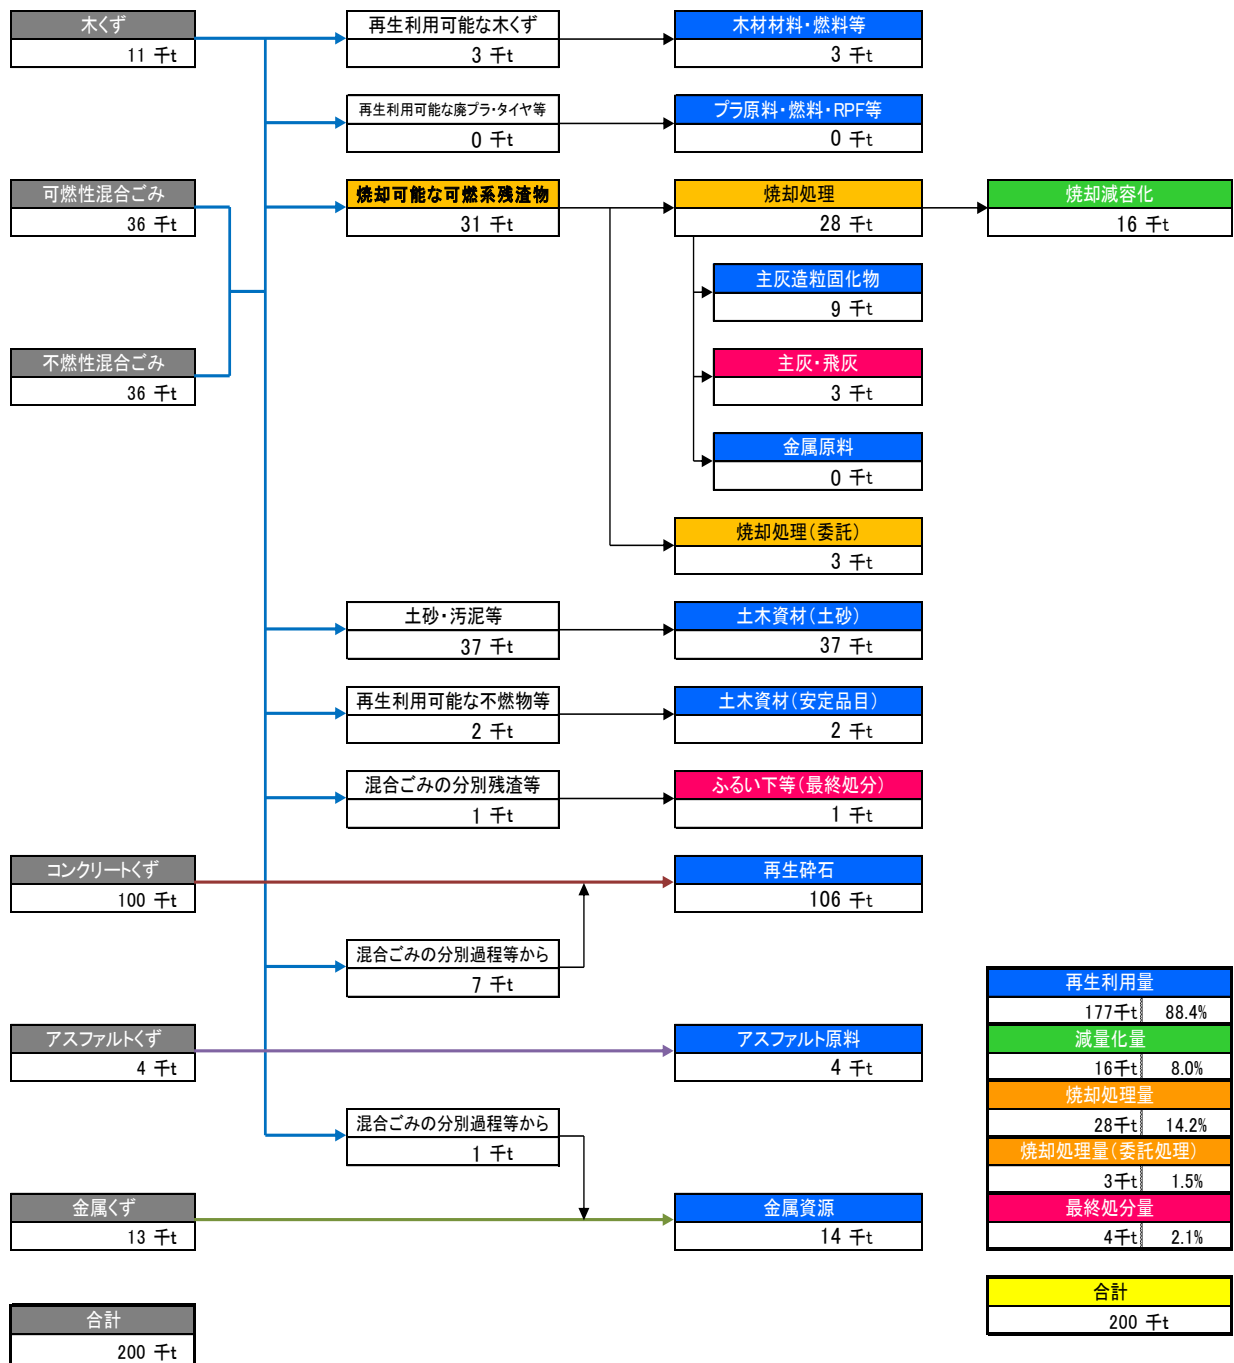 木くず
11 千t
再生利用可能な木くず
3 千t
木材材料・燃料等
3 千t
再生利用可能な廃プラ・タイヤ等
0 千t
プラ原料・燃料・RPF等
0 千t
可燃性混合ごみ
36 千t
焼却可能な可燃系残渣物
31 千t
焼却処理
28 千t
焼却減容化
16 千t
主灰造粒固化物
9 千t
不燃性混合ごみ
36 千t
主灰・飛灰
3 千t
金属原料
0 千t
焼却処理(委託)
3 千t
土砂・汚泥等
37 千t
土木資材(土砂)
37 千t
再生利用可能な不燃物等
2 千t
土木資材(安定品目)
2 千t
混合ごみの分別残渣等
1 千t
ふるい下等(最終処分)
1 千t
コンクリートくず
100 千t
再生砕石
106 千t
混合ごみの分別過程等から
7 千t
アスファルトくず
4 千t
アスファルト原料
4 千t
混合ごみの分別過程等から
1 千t
金属くず
13 千t
金属資源
14 千t
再生利用量
177千t 88.4%
減量化量
16千t 8.0%
焼却処理量
28千t 14.2%
焼却処理量(委託処理)
3千t 1.5%
最終処分量
4千t 2.1%
合計
200 千t
合計
200 千t